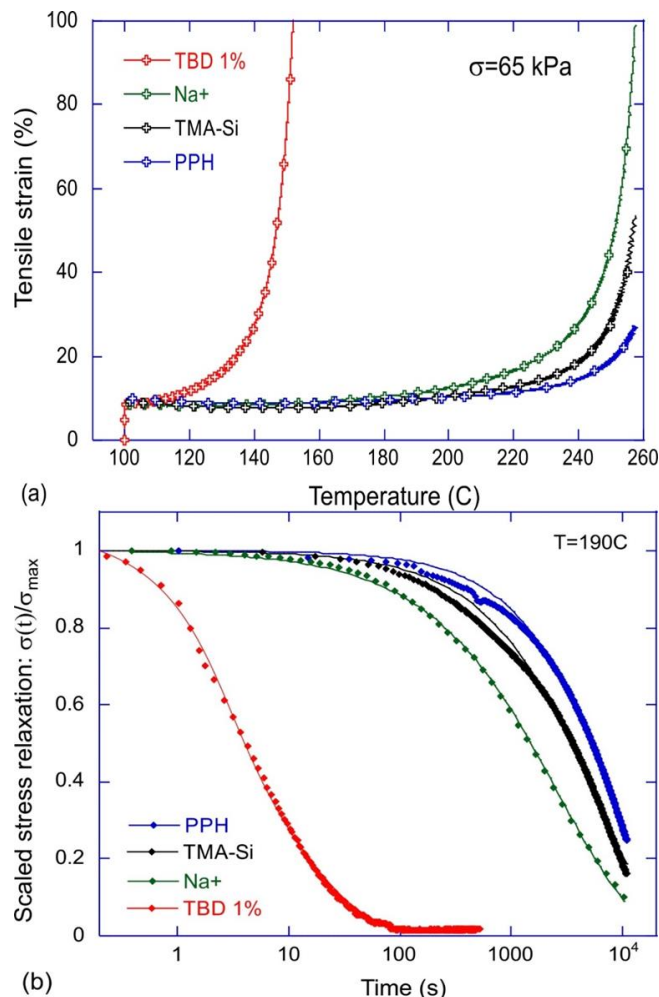 100
80
60
40
20
0
Tensile strain (%)
TBD 1%
Na+
TMA-Si
PPH
σ=65 kPa
100 120 140 160 180 200 220 240 260
(a)
Temperature (C)
1
0.8
0.6
0.4
0.2
0
Scaled stress relaxation: σ(t)/σmax
T=190C
PPH
TMA-Si
Na+
TBD 1%
1 10 100 1000 10⁴
(b)
Time (s)